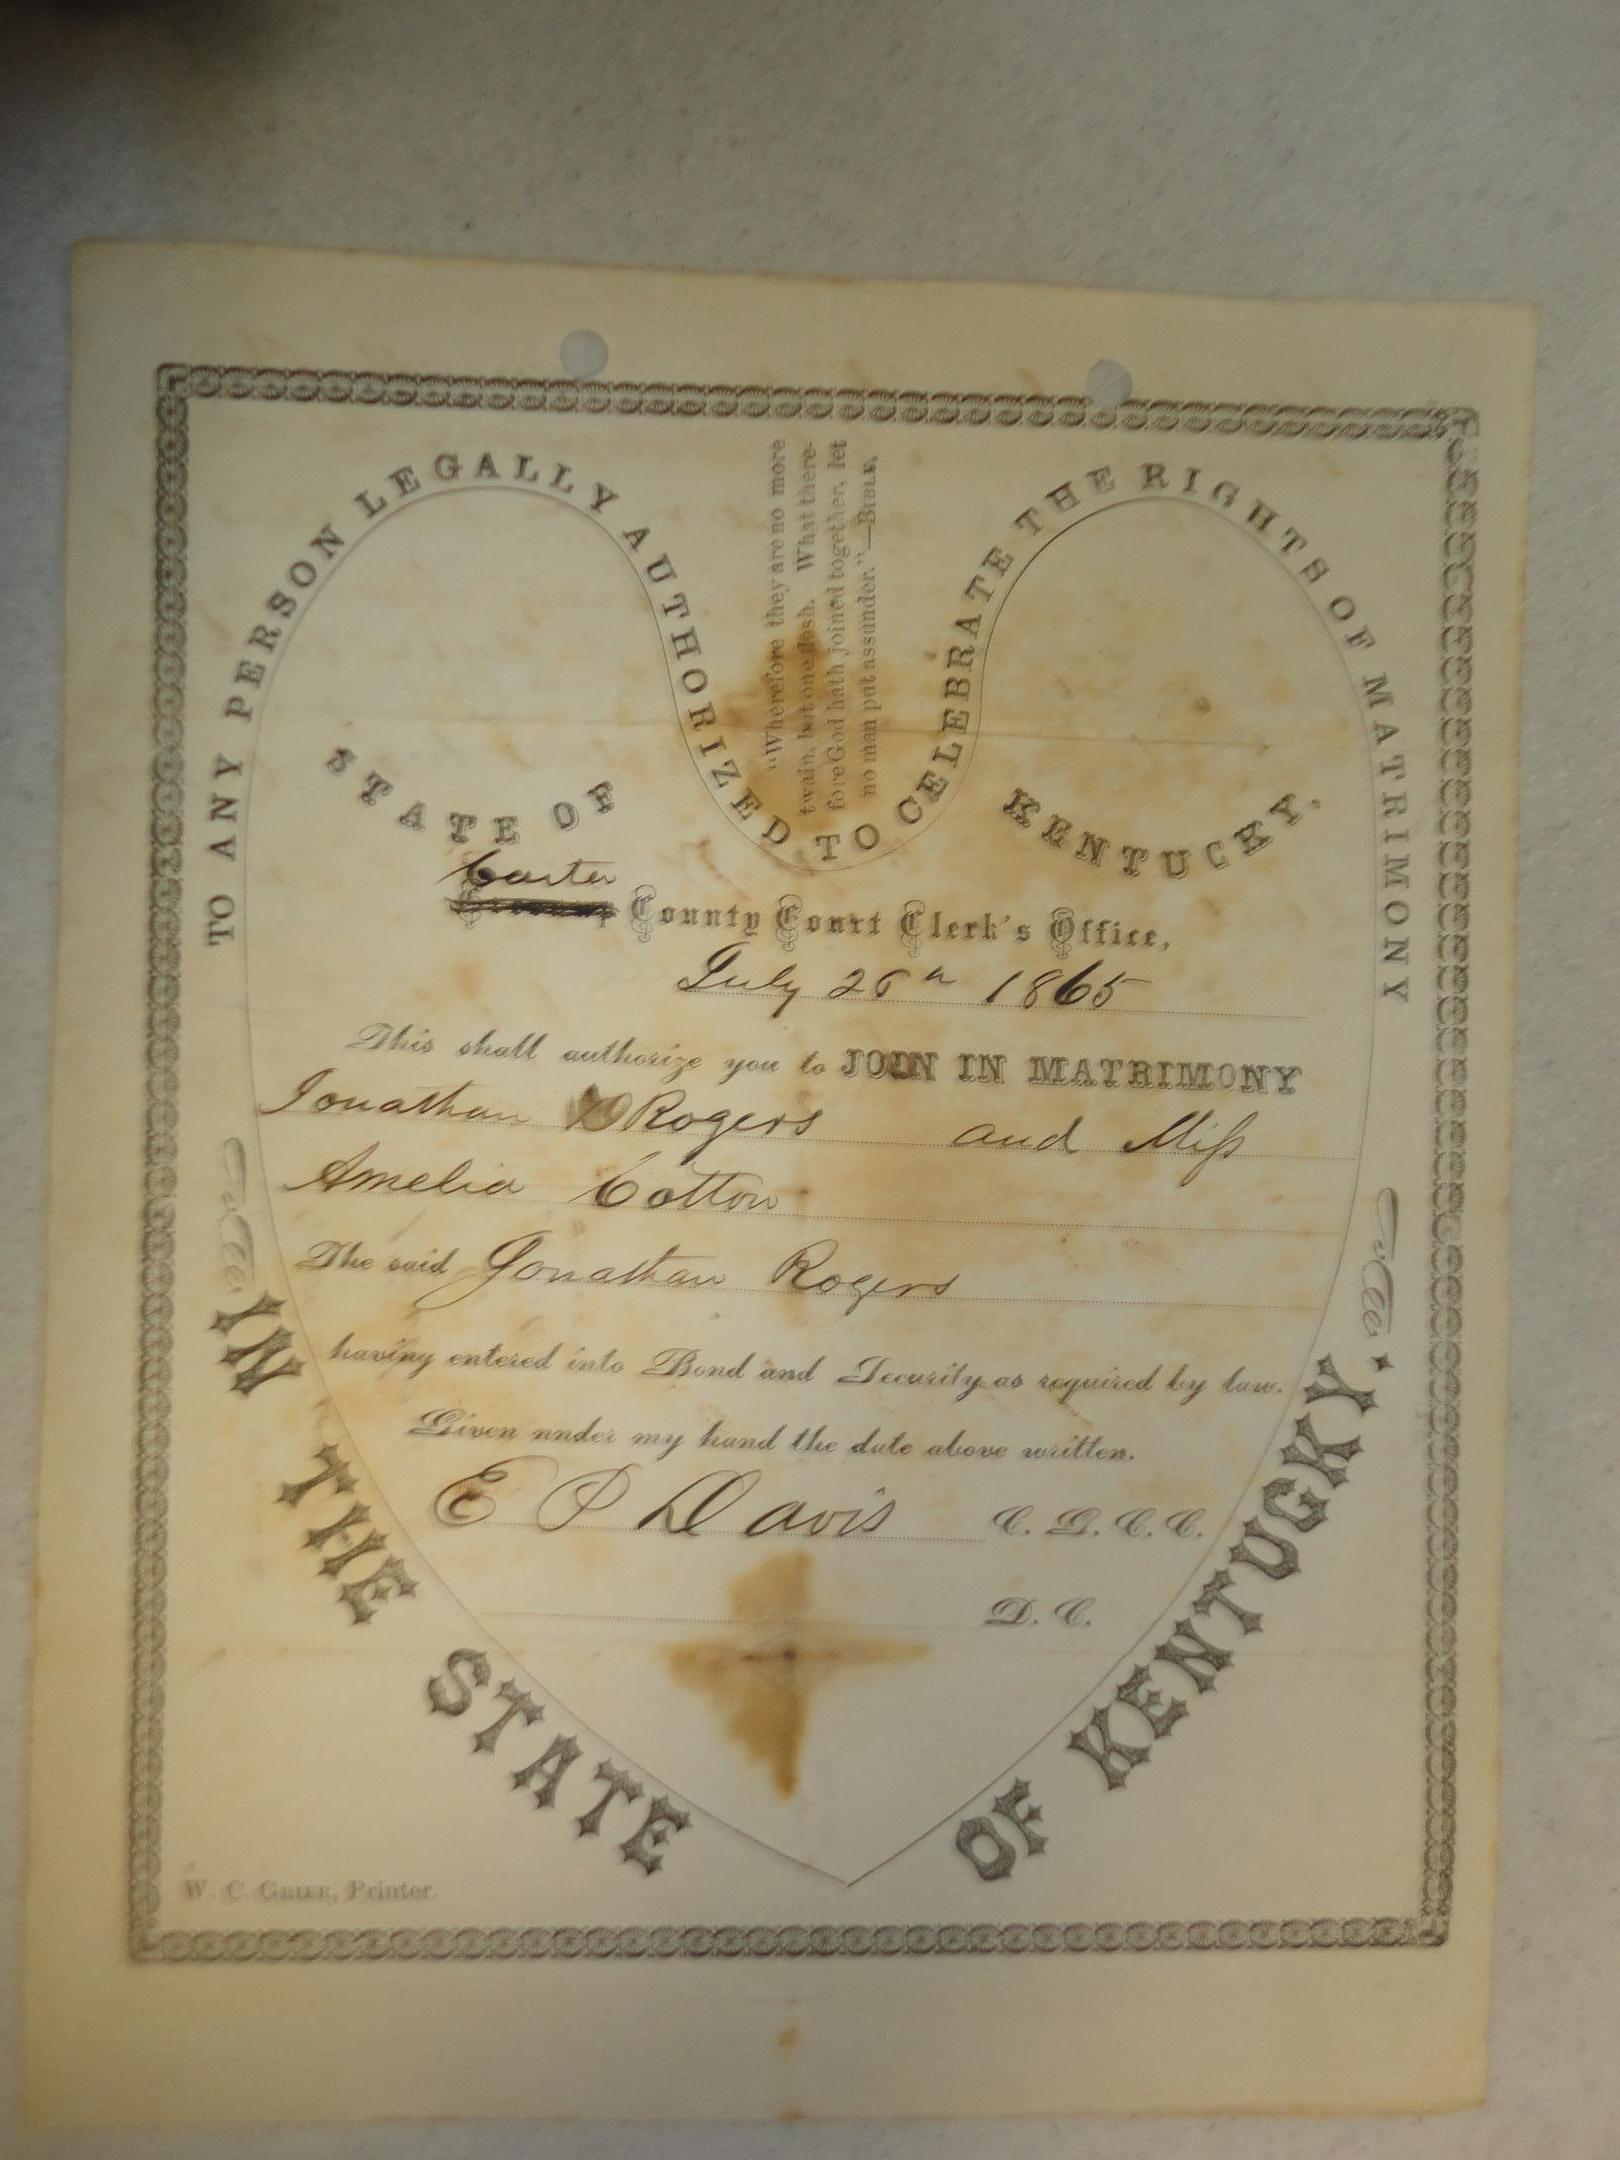 TO ANY PERSON LEGALLY AUTHORIZED TO CELEBRATE THE RIGHTS OF MATRIMONY
IN THE STATE OF KENTUCKY.
"Wherefore they are no more
twain, but one flesh. What there-
fore God hath joined together, let
no man put assunder."—BIBLE.
STATE OF KENTUCKY.
Carter
County Court Clerk's Office,
July 26th 1865
This shall authorize you to JOIN IN MATRIMONY
Jonathan Rogers and Miss
Amelia Cotton
The said Jonathan Rogers
having entered into Bond and Security as required by law.
Given under my hand the date above written.
E P Davis C. G. C. C.
D. C.
W. C. GRIER, Printer.